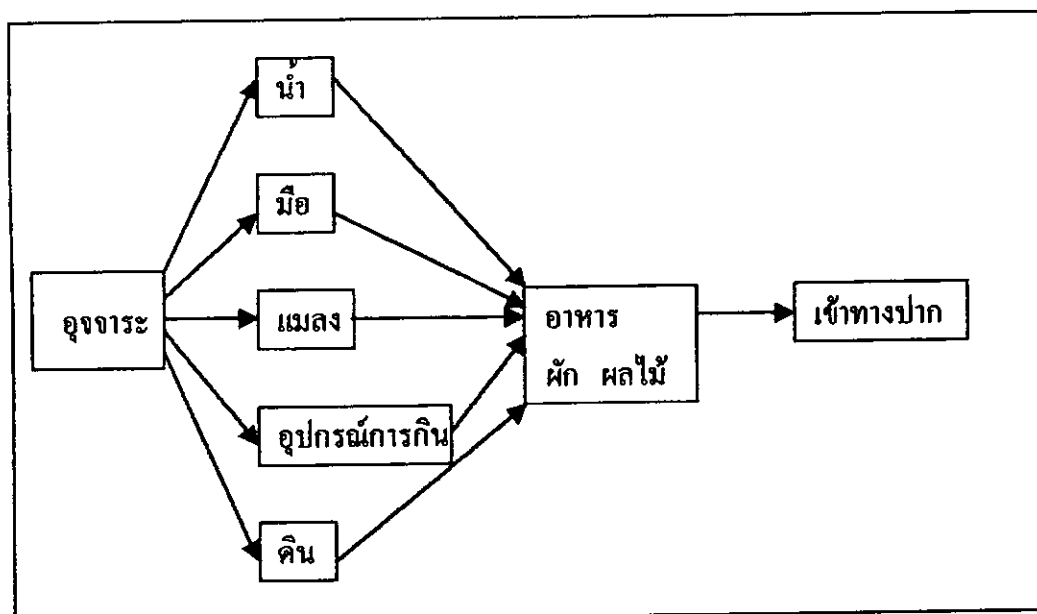 น้ำ
มือ
อุจจาระ
แมลง
อาหาร
ผัก ผลไม้
เข้าทางปาก
อุปกรณ์การกิน
ดิน